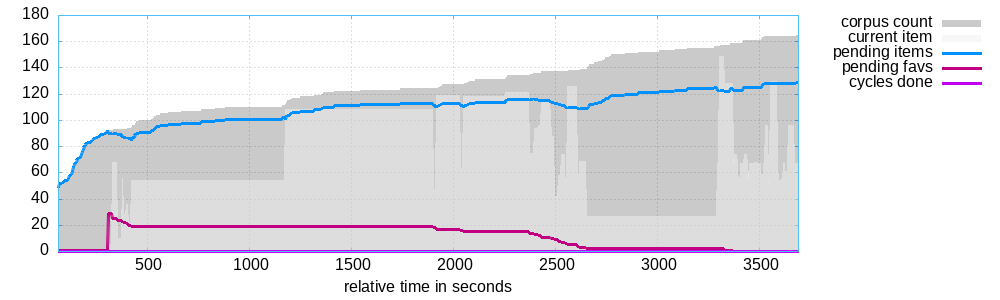 180
160
140
120
100
80
60
40
20
0
500
1000
1500
2000
2500
3000
3500
relative time in seconds
corpus count
current item
pending items
pending favs
cycles done